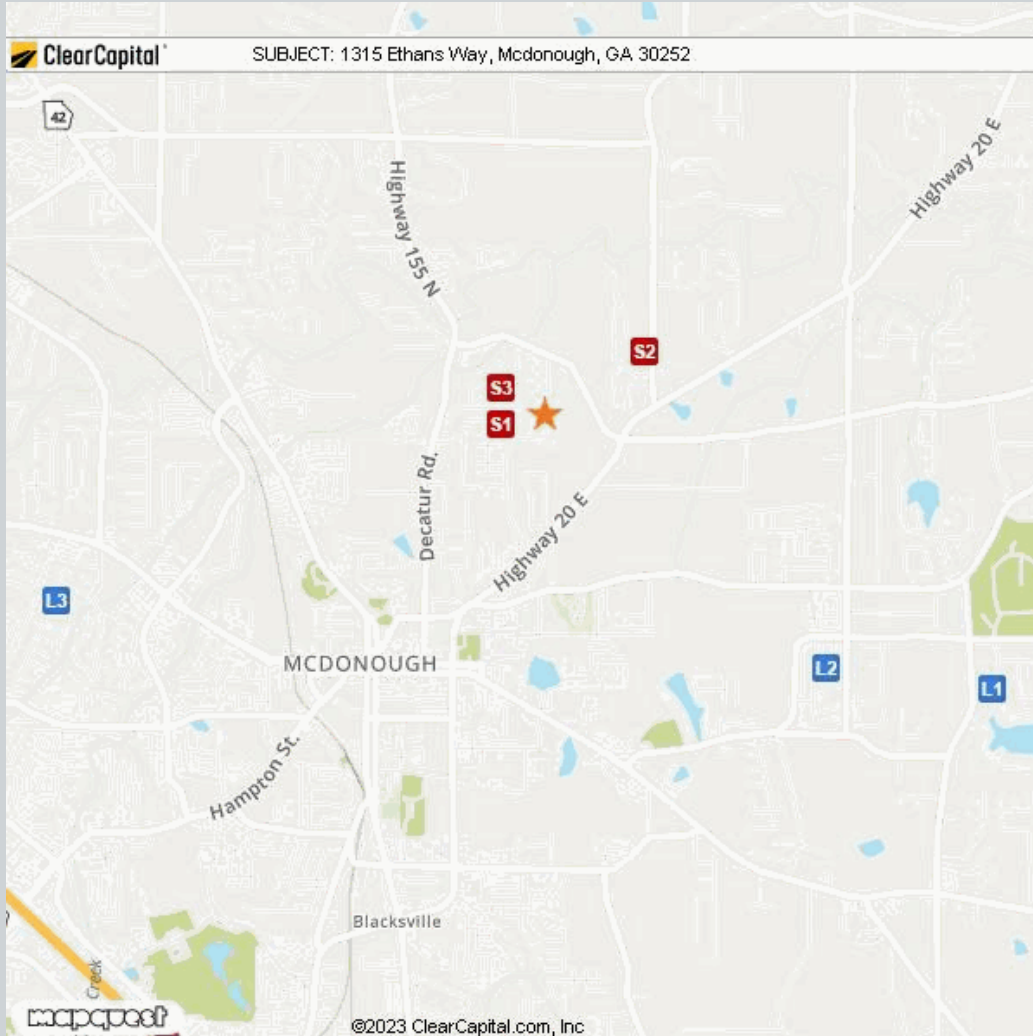 ClearCapital
SUBJECT: 1315 Ethans Way, Mcdonough, GA 30252
42
Highway 20 E
Highway 155 N
S2
S3
S1
Decatur Rd.
Highway 20 E
L3
MCDONOUGH
L2
L1
Hampton St.
Blacksville
Creek
mapquest
©2023 ClearCapital.com, Inc